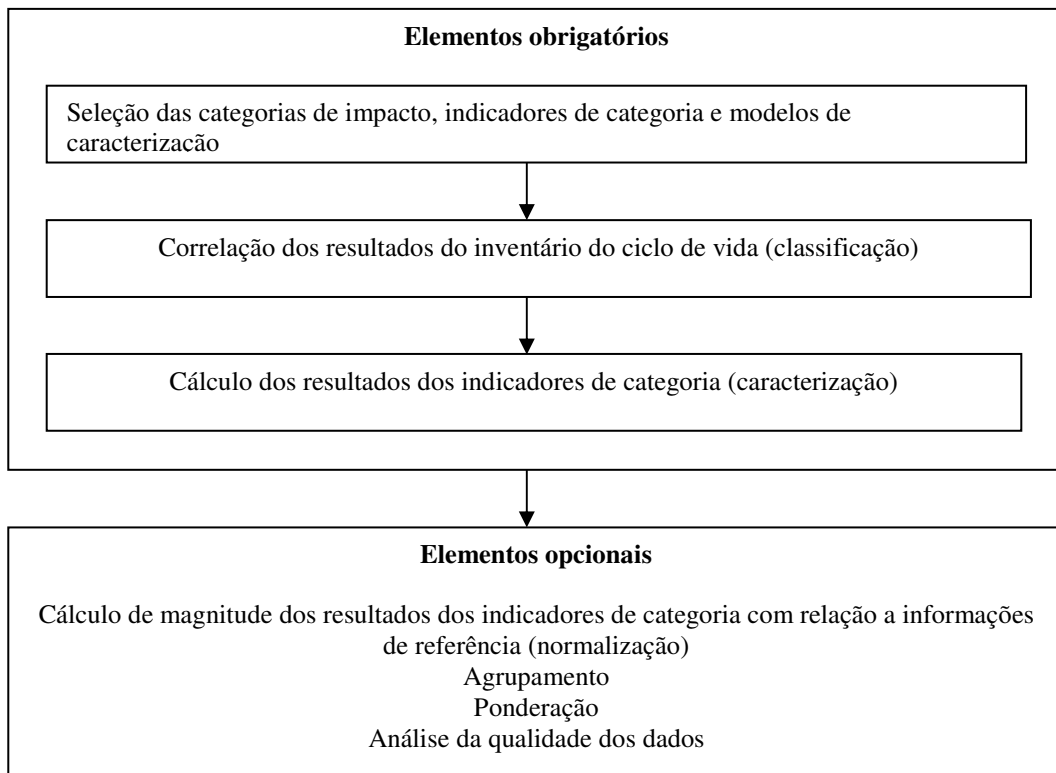 Elementos obrigatórios
Seleção das categorias de impacto, indicadores de categoria e modelos de
caracterização
Correlação dos resultados do inventário do ciclo de vida (classificação)
Cálculo dos resultados dos indicadores de categoria (caracterização)
Elementos opcionais
Cálculo de magnitude dos resultados dos indicadores de categoria com relação a informações
de referência (normalização)
Agrupamento
Ponderação
Análise da qualidade dos dados